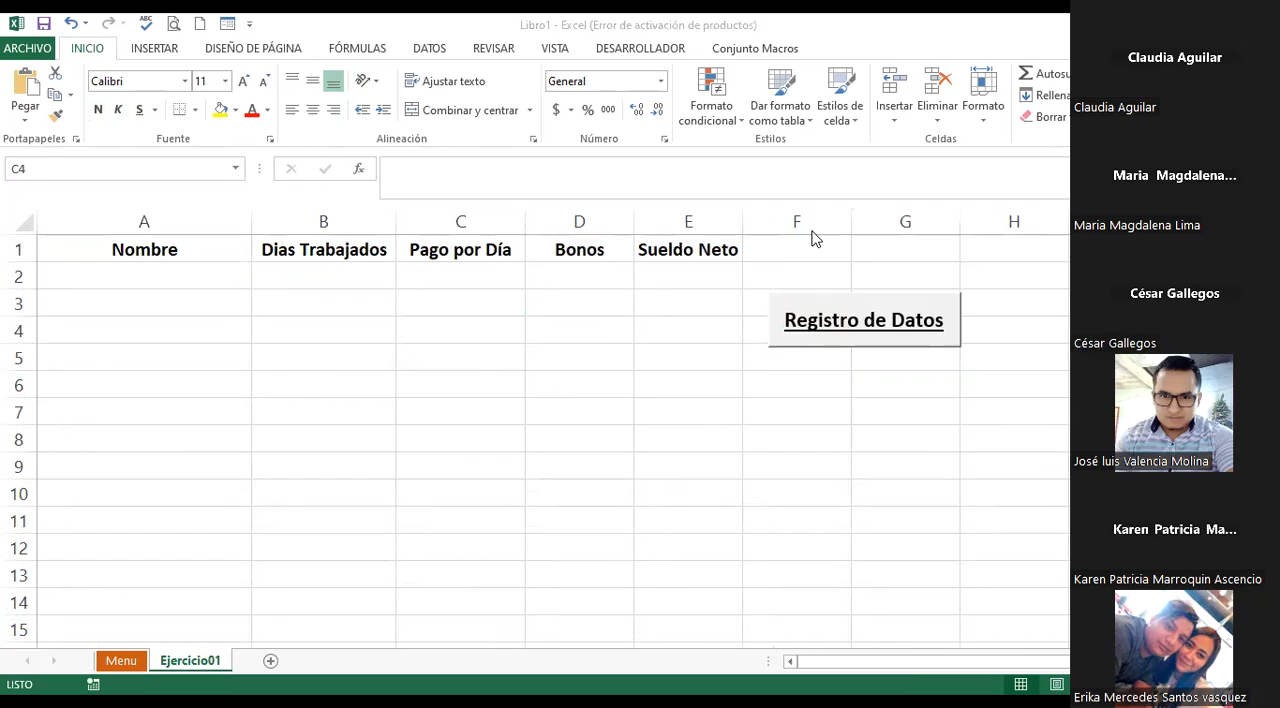 Libro1 - Excel (Error de activación de productos)
ARCHIVO INICIO INSERTAR DISEÑO DE PÁGINA FÓRMULAS DATOS REVISAR VISTA DESARROLLADOR Conjunto Macros
Pegar
Calibri 11
N K S
Ajustar texto
Combinar y centrar
General
$ % 000
Formato condicional
Dar formato como tabla
Estilos de celda
Insertar
Eliminar
Formato
Autosu
Rellena
Borrar
Portapapeles Fuente Alineación Número Estilos Celdas
C4 fx
A B C D E F G H
1 Nombre Dias Trabajados Pago por Día Bonos Sueldo Neto
2
3
Registro de Datos
4
5
6
7
8
9
10
11
12
13
14
15
Menu Ejercicio01
LISTO
Claudia Aguilar
Claudia Aguilar
Maria Magdalena...
Maria Magdalena Lima
César Gallegos
César Gallegos
José luis Valencia Molina
Karen Patricia Ma...
Karen Patricia Marroquin Ascencio
Erika Mercedes Santos vasquez